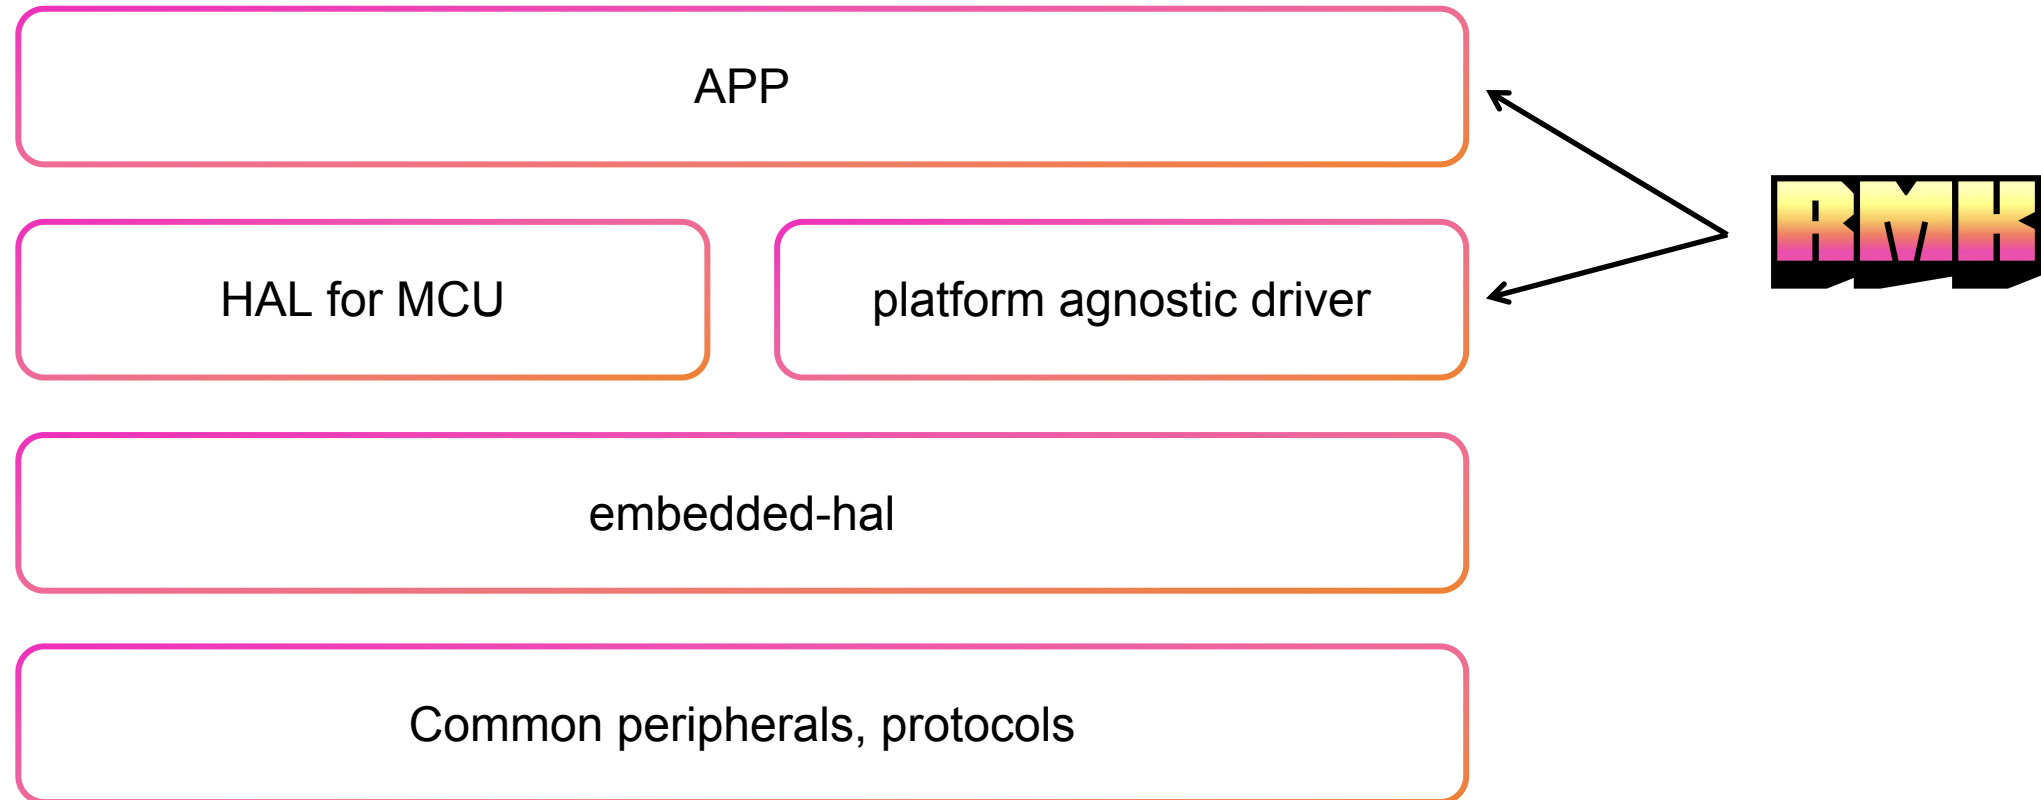 APP
RMK
HAL for MCU
platform agnostic driver
embedded-hal
Common peripherals, protocols